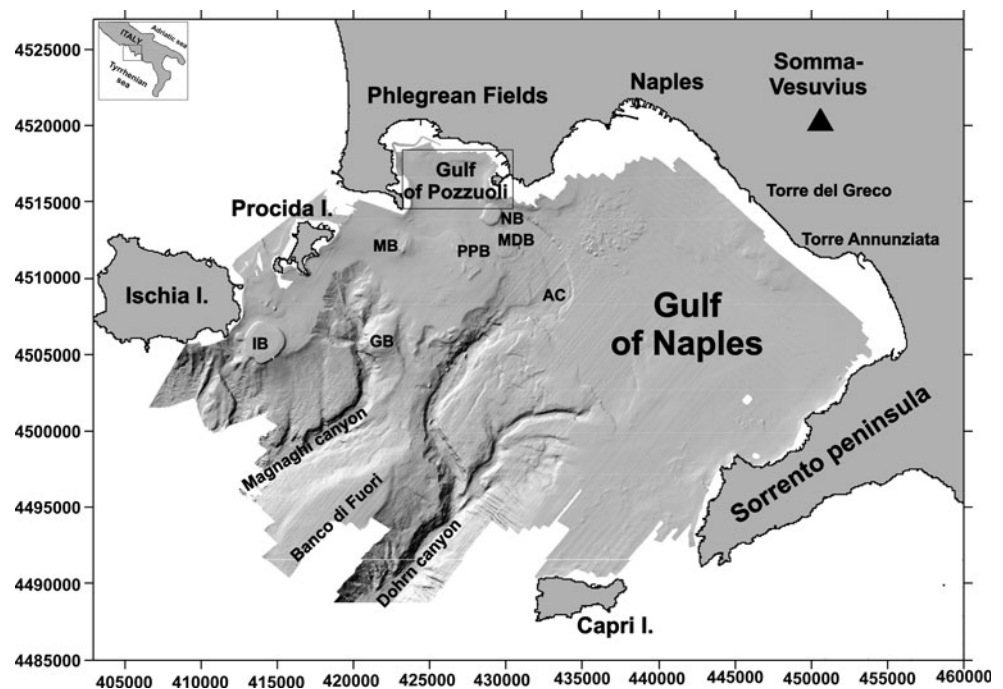 4525000
4520000
4515000
4510000
4505000
4500000
4495000
4490000
4485000
ITALY
Adriatic sea
Tyrrhenian
sea
Phlegrean Fields
Naples
Somma-
Vesuvius
Gulf
of Pozzuoli
Torre del Greco
Procida I.
NB
MB
PPB
MDB
Torre Annunziata
Ischia I.
AC
Gulf
of Naples
IB
GB
Magnaghi canyon
Banco di Fuori
Dohrn canyon
Sorrento peninsula
Capri I.
405000 410000 415000 420000 425000 430000 435000 440000 445000 450000 455000 460000